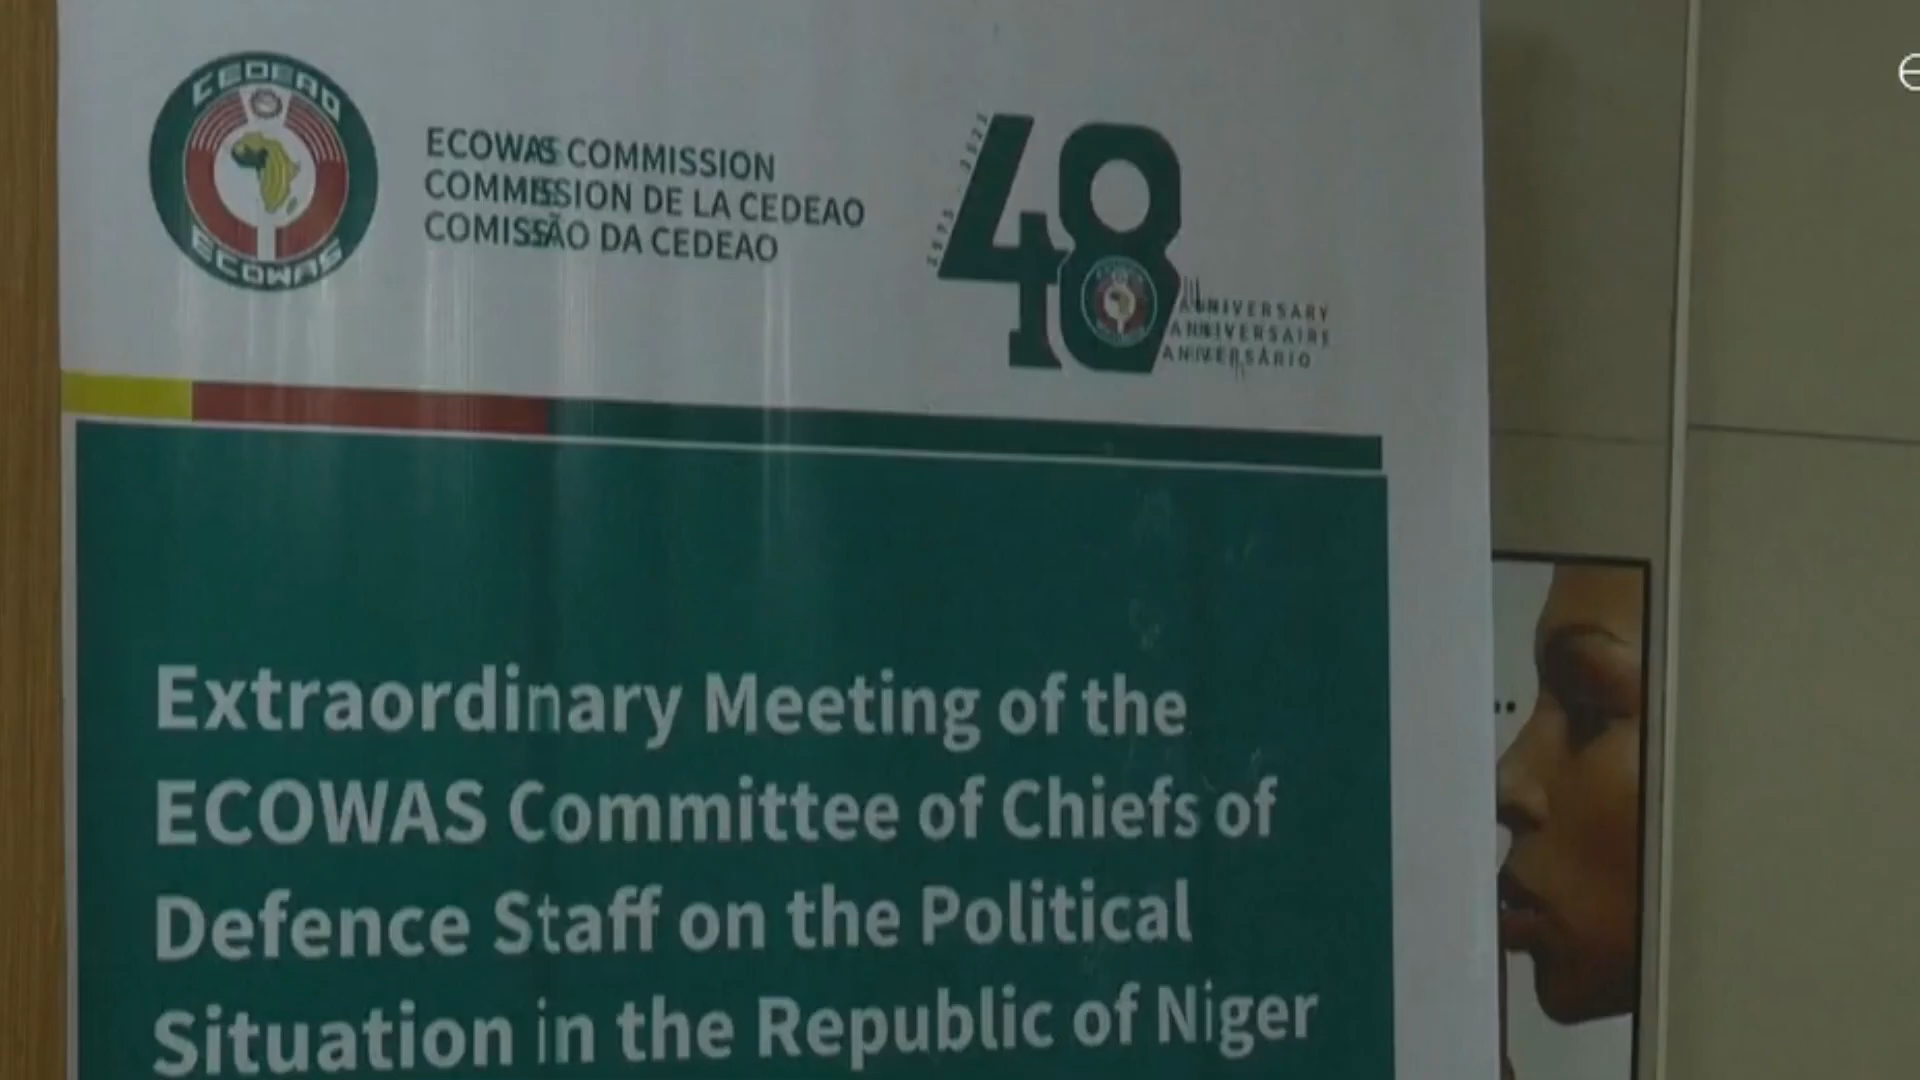 CEDEAO
ECOWAS
ECOWAS COMMISSION
COMMISSION DE LA CEDEAO
COMISSÃO DA CEDEAO
48
ANNIVERSARY
ANNIVERSAIRE
ANIVERSÁRIO
Extraordinary Meeting of the
ECOWAS Committee of Chiefs of
Defence Staff on the Political
Situation in the Republic of Niger